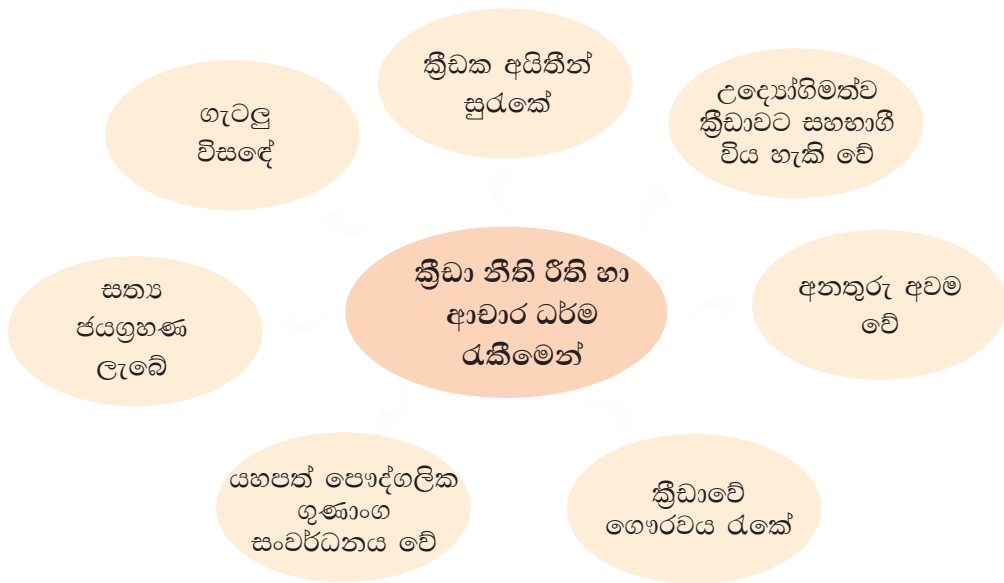 ක්‍රීඩක අයිතීන්
සුරැකේ
උද්‍යෝගිමත්ව
ක්‍රීඩාවට සහභාගී
විය හැකි වේ
ගැටලු
විසඳේ
ක්‍රීඩා නීති රීති හා
ආචාර ධර්ම
රැකීමෙන්
අනතුරු අවම
වේ
සත්‍ය
ජයග්‍රහණ
ලැබේ
යහපත් පෞද්ගලික
ගුණාංග
සංවර්ධනය වේ
ක්‍රීඩාවේ
ගෞරවය රැකේ